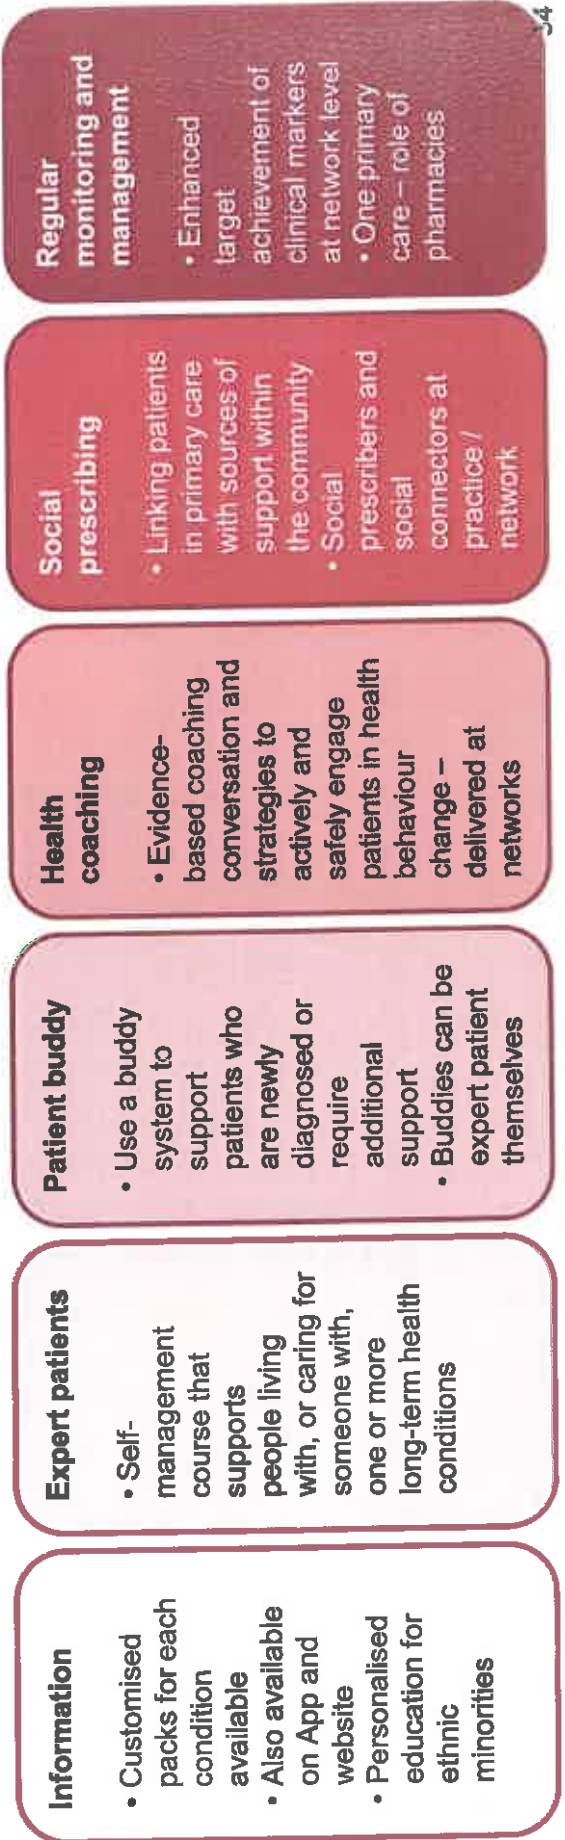 Information
• Customised
packs for each
condition
available
• Also available
on App and
website
• Personalised
education for
ethnic
minorities
Expert patients
• Self-
management
course that
supports
people living
with, or caring for
someone with,
one or more
long-term health
conditions
Patient buddy
• Use a buddy
system to
support
patients who
are newly
diagnosed or
require
additional
support
• Buddies can be
expert patient
themselves
Health
coaching
• Evidence-
based coaching
conversation and
strategies to
actively and
safely engage
patients in health
behaviour
change –
delivered at
networks
Social
prescribing
• Linking patients
in primary care
with sources of
support within
the community
• Social
prescribers and
social
connectors at
practice /
network
Regular
monitoring and
management
• Enhanced
target
achievement of
clinical markers
at network level
• One primary
care – role of
pharmacies